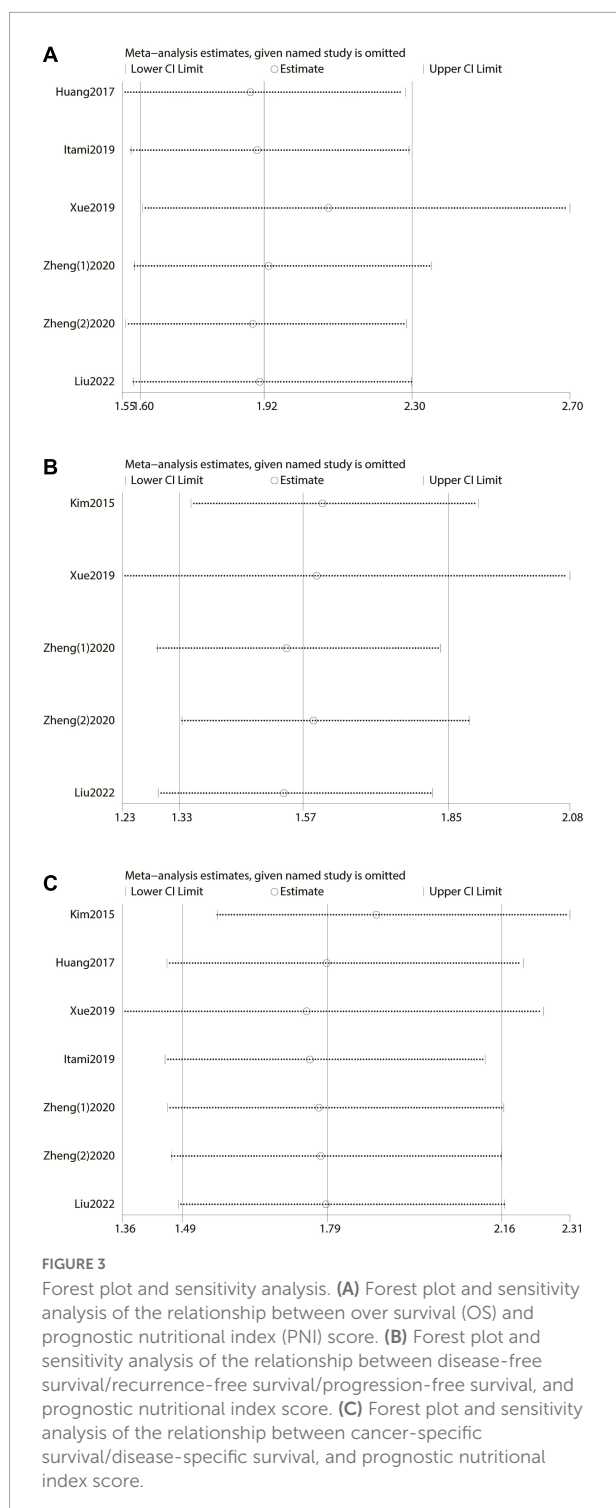 A
Meta−analysis estimates, given named study is omitted
Lower CI Limit Estimate Upper CI Limit
Huang2017
Itami2019
Xue2019
Zheng(1)2020
Zheng(2)2020
Liu2022
1.55 1.60 1.92 2.30 2.70
B
Meta−analysis estimates, given named study is omitted
Lower CI Limit Estimate Upper CI Limit
Kim2015
Xue2019
Zheng(1)2020
Zheng(2)2020
Liu2022
1.23 1.33 1.57 1.85 2.08
C
Meta−analysis estimates, given named study is omitted
Lower CI Limit Estimate Upper CI Limit
Kim2015
Huang2017
Xue2019
Itami2019
Zheng(1)2020
Zheng(2)2020
Liu2022
1.36 1.49 1.79 2.16 2.31
FIGURE 3
Forest plot and sensitivity analysis. (A) Forest plot and sensitivity
analysis of the relationship between over survival (OS) and
prognostic nutritional index (PNI) score. (B) Forest plot and
sensitivity analysis of the relationship between disease-free
survival/recurrence-free survival/progression-free survival, and
prognostic nutritional index score. (C) Forest plot and sensitivity
analysis of the relationship between cancer-specific
survival/disease-specific survival, and prognostic nutritional
index score.